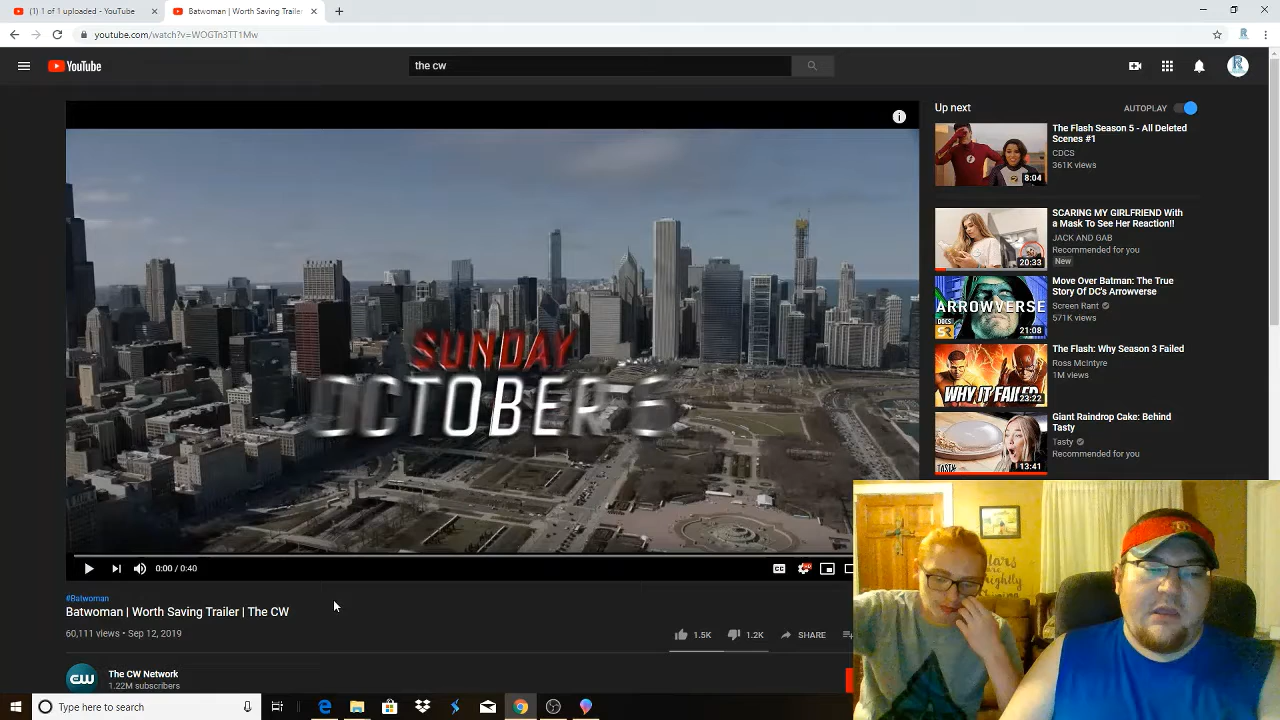 (1) 1 of 1 uploaded - YouTube
Batwoman | Worth Saving Trailer
youtube.com/watch?v=WOGTn3TT1Mw
YouTube
the cw
SUNDAY
OCTOBER 6
0:00 / 0:40
CC
#Batwoman
Batwoman | Worth Saving Trailer | The CW
60,111 views • Sep 12, 2019
1.5K
1.2K
SHARE
CW
The CW Network
1.22M subscribers
Up next
AUTOPLAY
8:04
The Flash Season 5 - All Deleted
Scenes #1
CDCS
361K views
20:33
SCARING MY GIRLFRIEND With
a Mask To See Her Reaction!!
JACK AND GAB
Recommended for you
New
ARROWVERSE
DOCS
SR
21:08
Move Over Batman: The True
Story Of DC's Arrowverse
Screen Rant
571K views
WHY IT FAILED
23:22
The Flash: Why Season 3 Failed
Ross McIntyre
1M views
TASTY
13:41
Giant Raindrop Cake: Behind
Tasty
Tasty
Recommended for you
Type here to search